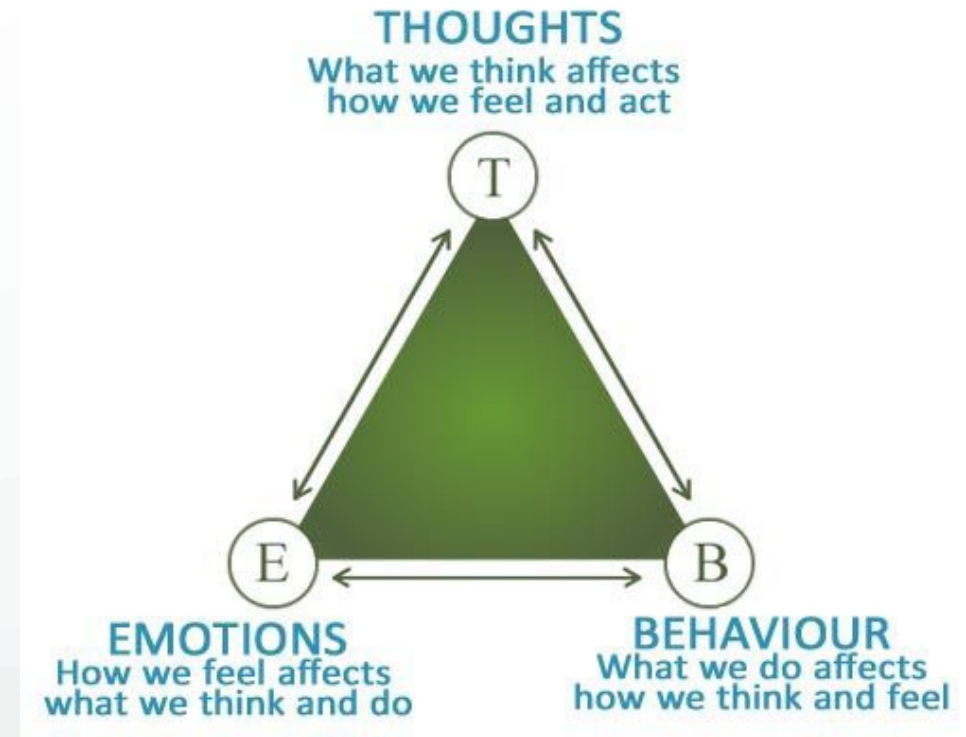 THOUGHTS
What we think affects
how we feel and act
T
E
B
EMOTIONS
How we feel affects
what we think and do
BEHAVIOUR
What we do affects
how we think and feel